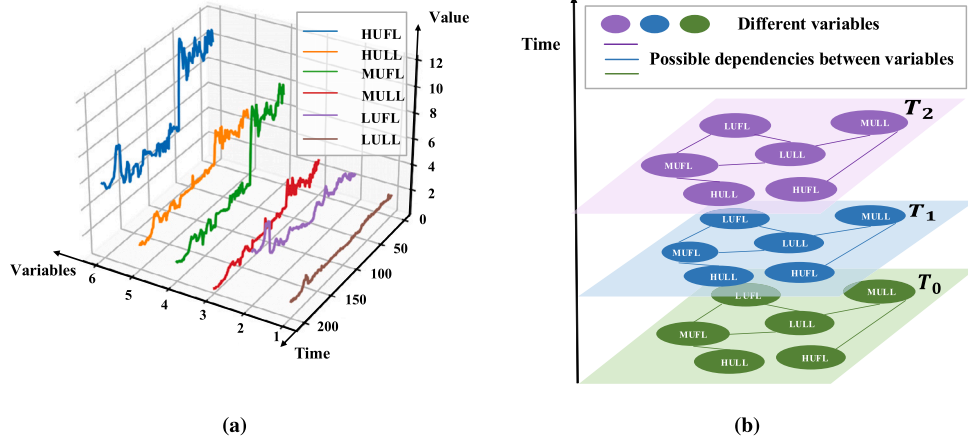 Value
HUFL
HULL
MUFL
MULL
LUFL
LULL
12
10
8
6
4
2
0
50
100
150
200
Time
1
2
3
4
5
6
Variables
(a)
Time
Different variables
Possible dependencies between variables
T2
LUFL
MULL
LULL
MUFL
HULL
HUFL
T1
LUFL
MULL
LULL
MUFL
HULL
HUFL
T0
LUFL
MULL
LULL
MUFL
HULL
HUFL
(b)